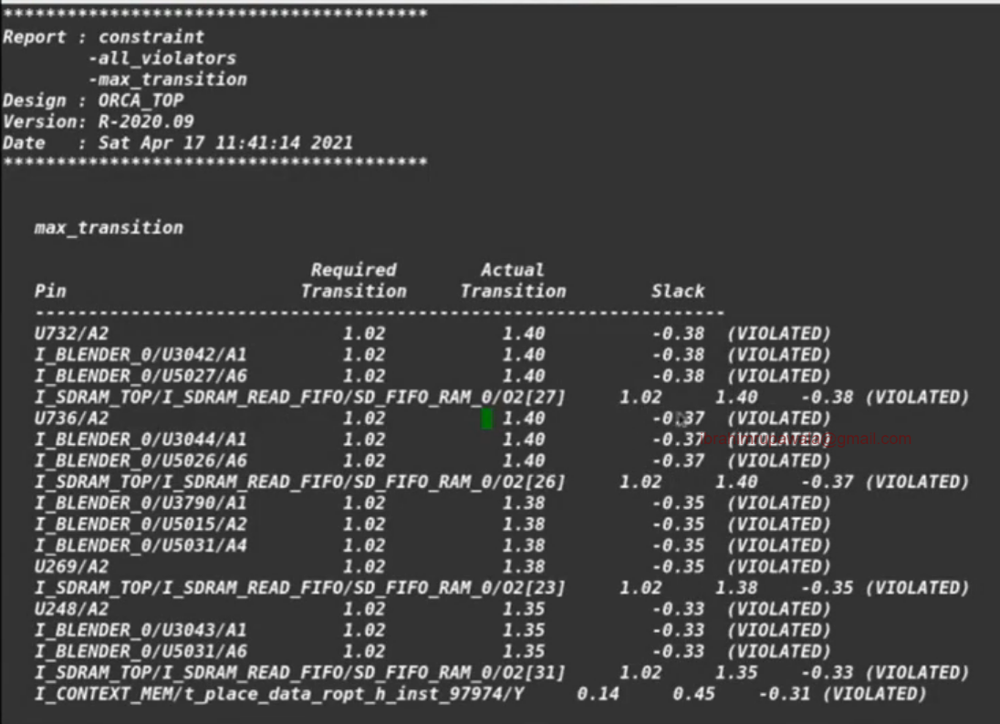 ****************************************
Report : constraint
-all_violators
-max_transition
Design : ORCA_TOP
Version: R-2020.09
Date : Sat Apr 17 11:41:14 2021
****************************************
max_transition
Required Actual
Pin Transition Transition Slack
-----------------------------------------------------------------
U732/A2 1.02 1.40 -0.38 (VIOLATED)
I_BLENDER_0/U3042/A1 1.02 1.40 -0.38 (VIOLATED)
I_BLENDER_0/U5027/A6 1.02 1.40 -0.38 (VIOLATED)
I_SDRAM_TOP/I_SDRAM_READ_FIFO/SD_FIFO_RAM_0/O2[27] 1.02 1.40 -0.38 (VIOLATED)
U736/A2 1.02 1.40 -0.37 (VIOLATED)
I_BLENDER_0/U3044/A1 1.02 1.40 -0.37 (VIOLATED)
I_BLENDER_0/U5026/A6 1.02 1.40 -0.37 (VIOLATED)
I_SDRAM_TOP/I_SDRAM_READ_FIFO/SD_FIFO_RAM_0/O2[26] 1.02 1.40 -0.37 (VIOLATED)
I_BLENDER_0/U3790/A1 1.02 1.38 -0.35 (VIOLATED)
I_BLENDER_0/U5015/A2 1.02 1.38 -0.35 (VIOLATED)
I_BLENDER_0/U5031/A4 1.02 1.38 -0.35 (VIOLATED)
U269/A2 1.02 1.38 -0.35 (VIOLATED)
I_SDRAM_TOP/I_SDRAM_READ_FIFO/SD_FIFO_RAM_0/O2[23] 1.02 1.38 -0.35 (VIOLATED)
U248/A2 1.02 1.35 -0.33 (VIOLATED)
I_BLENDER_0/U3043/A1 1.02 1.35 -0.33 (VIOLATED)
I_BLENDER_0/U5031/A6 1.02 1.35 -0.33 (VIOLATED)
I_SDRAM_TOP/I_SDRAM_READ_FIFO/SD_FIFO_RAM_0/O2[31] 1.02 1.35 -0.33 (VIOLATED)
I_CONTEXT_MEM/t_place_data_ropt_h_inst_97974/Y 0.14 0.45 -0.31 (VIOLATED)